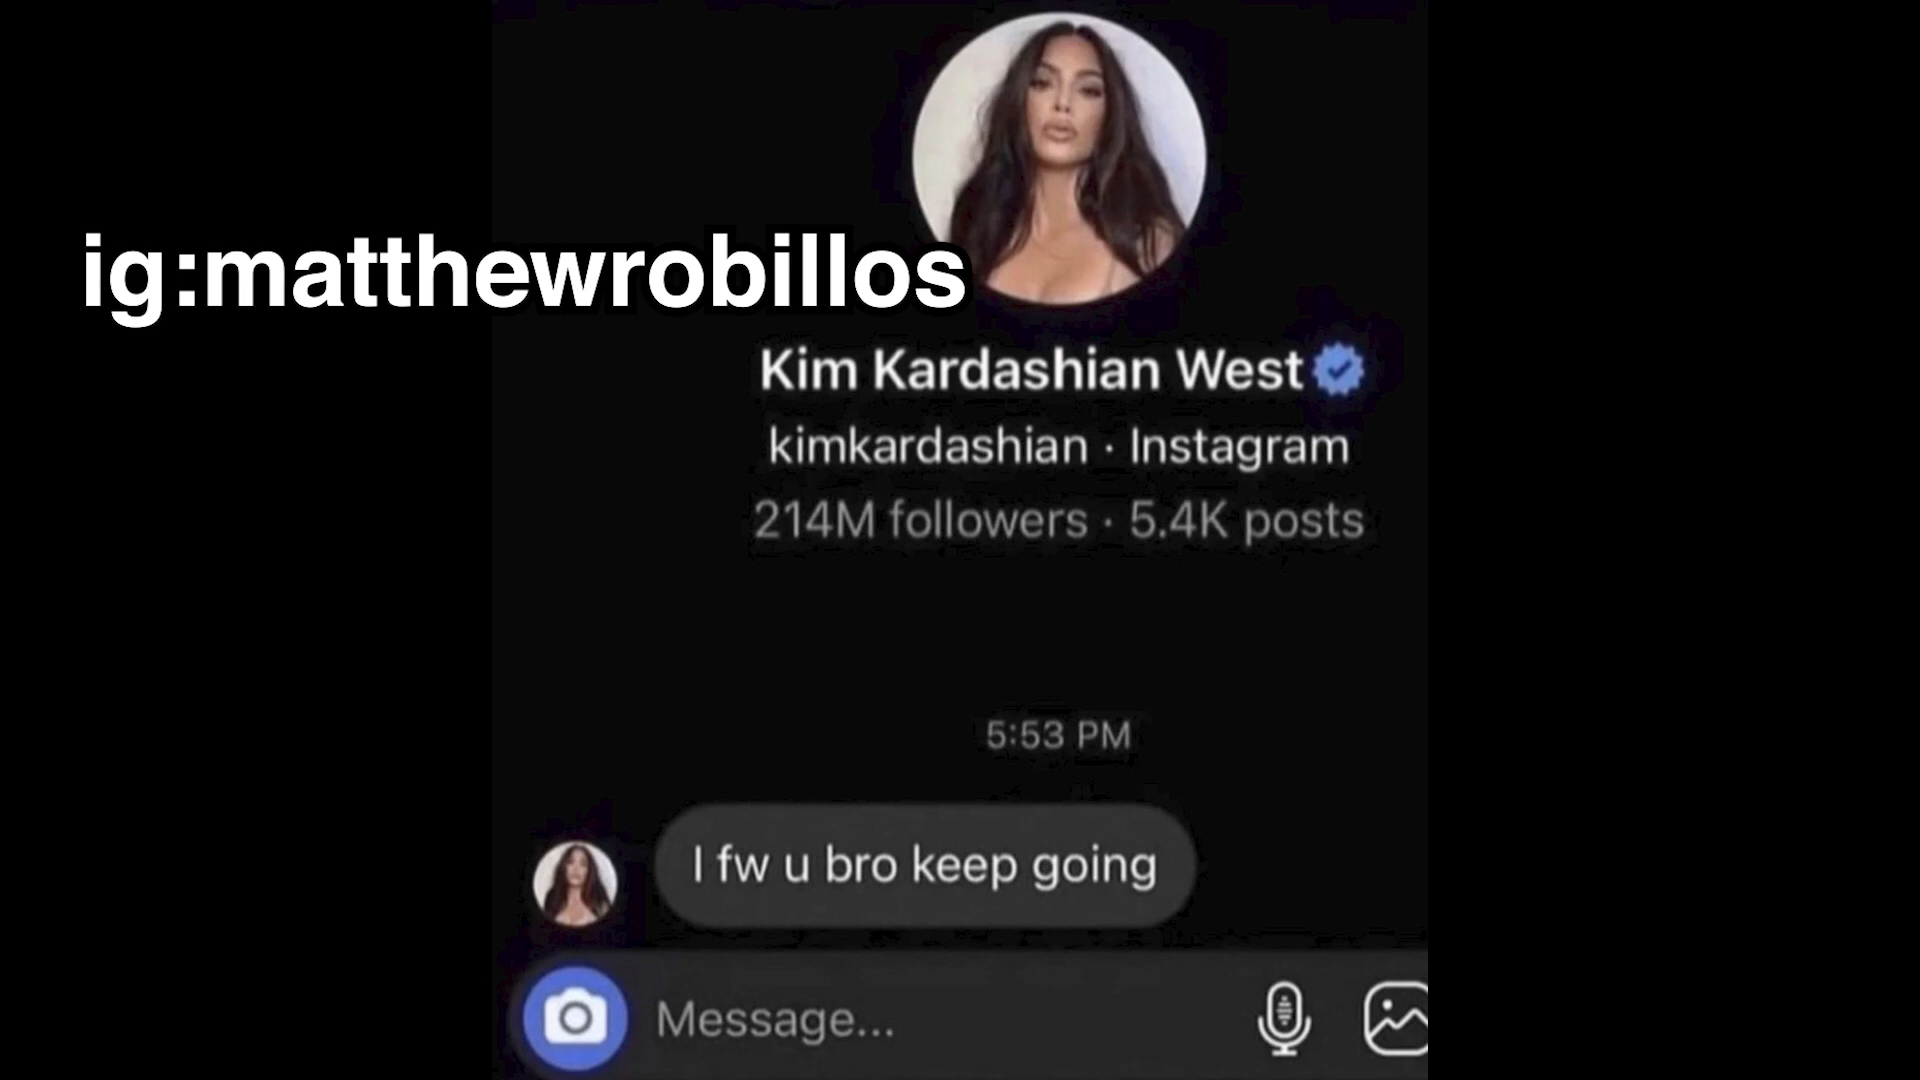 ig:matthewrobillos
Kim Kardashian West
kimkardashian · Instagram
214M followers · 5.4K posts
5:53 PM
I fw u bro keep going
Message...